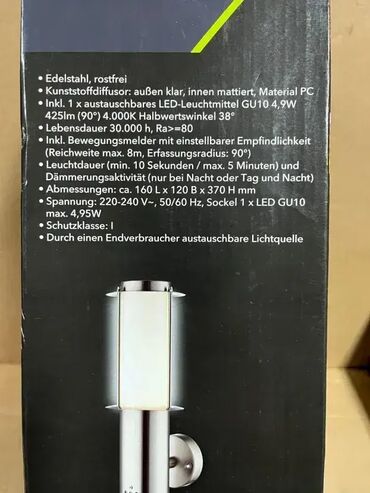 • Edelstahl, rostfrei
• Kunststoffdiffusor: außen klar, innen mattiert, Material PC
• Inkl. 1 x austauschbares LED-Leuchtmittel GU10 4,9W
425lm (90°) 4.000K Halbwertswinkel 38°
• Lebensdauer 30.000 h, Ra>=80
• Inkl. Bewegungsmelder mit einstellbarer Empfindlichkeit
(Reichweite max. 8m, Erfassungsradius: 90°)
• Leuchtdauer (min. 10 Sekunden / max. 5 Minuten) und
Dämmerungsaktivität (nur bei Nacht oder Tag und Nacht)
• Abmessungen: ca. 160 L x 120 B x 370 H mm
• Spannung: 220-240 V~, 50/60 Hz, Sockel 1 x LED GU10
max. 4,95W
• Schutzklasse: I
• Durch einen Endverbraucher austauschbare Lichtquelle